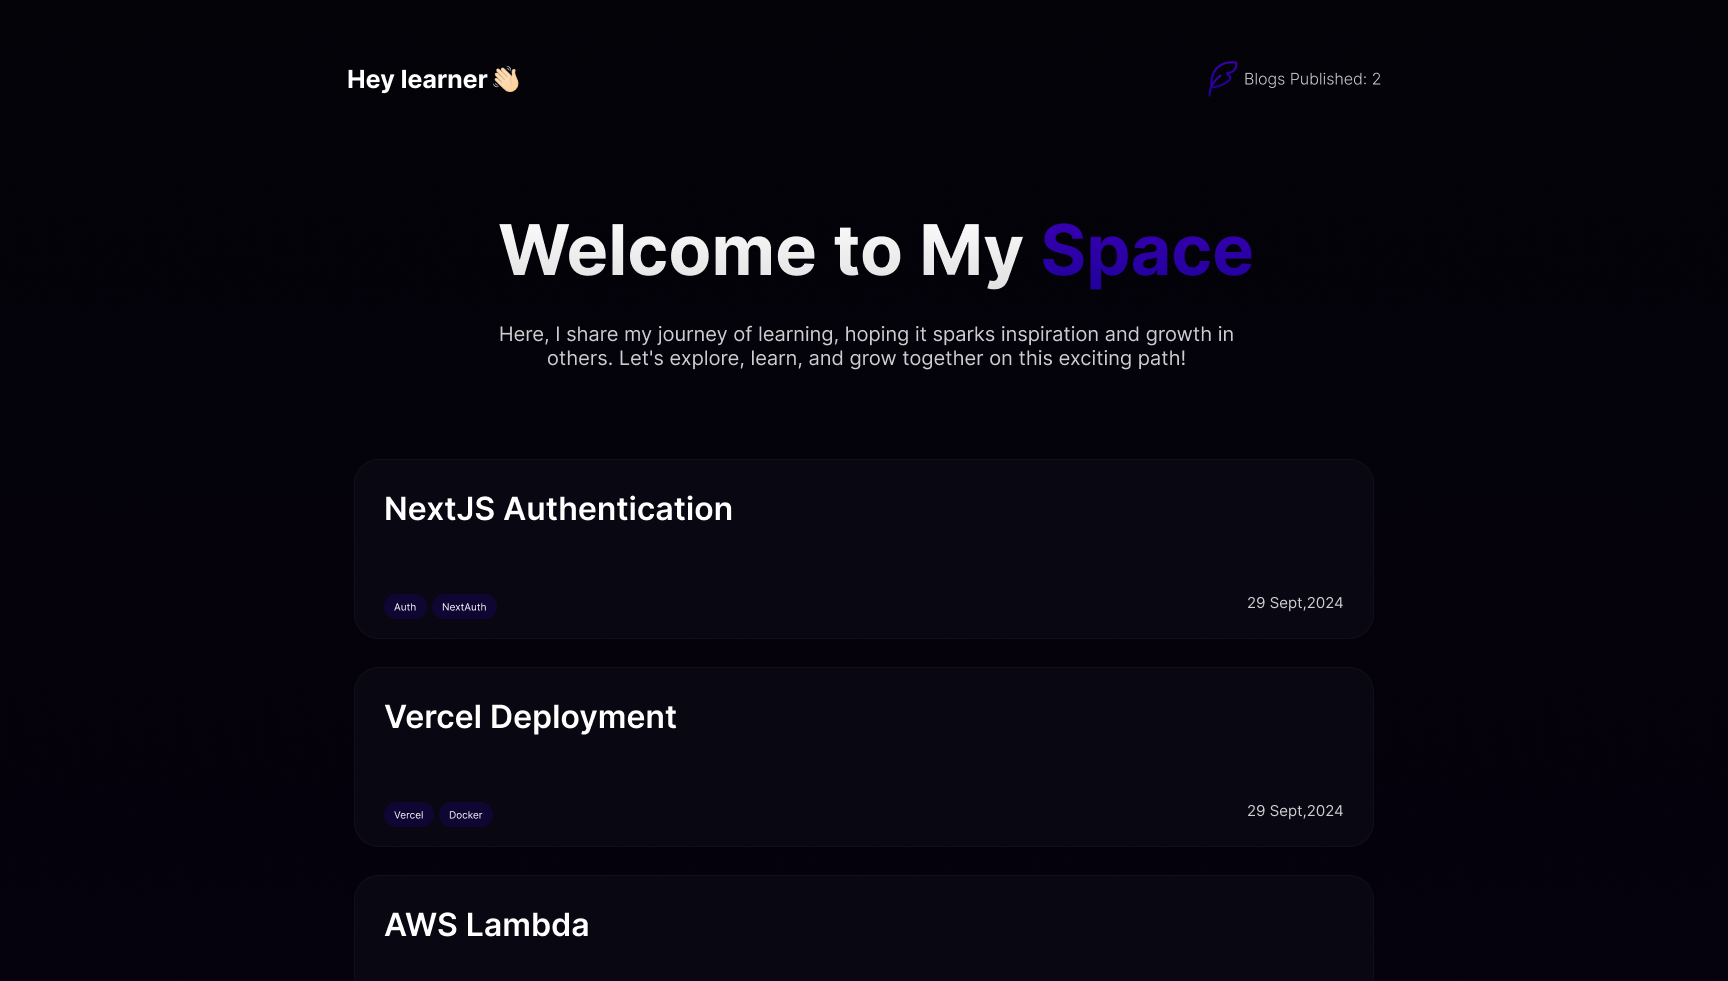 Hey learner 👋🏻
Blogs Published: 2
Welcome to My Space
Here, I share my journey of learning, hoping it sparks inspiration and growth in
others. Let's explore, learn, and grow together on this exciting path!
NextJS Authentication
Auth NextAuth
29 Sept,2024
Vercel Deployment
Vercel Docker
29 Sept,2024
AWS Lambda